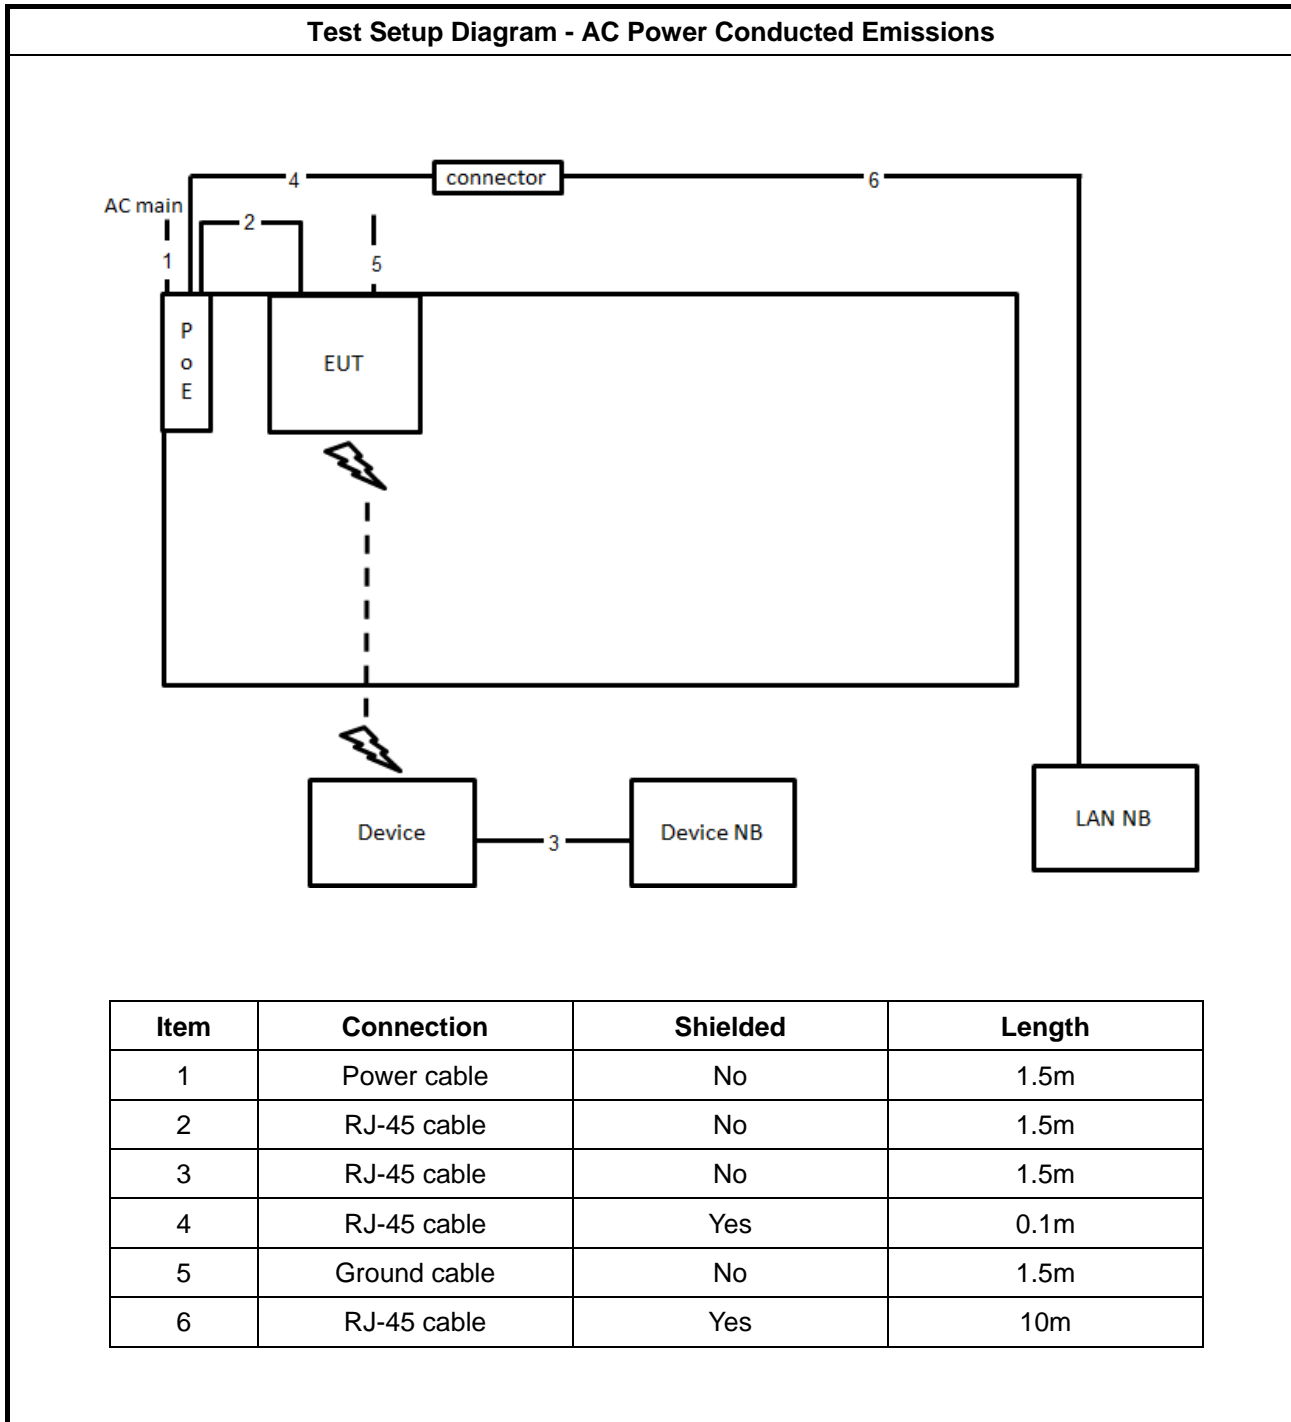 Test Setup Diagram - AC Power Conducted Emissions
4
connector
6
AC main
2
1
5
P
o
E
EUT
Device
3
Device NB
LAN NB
Item Connection Shielded Length
1 Power cable No 1.5m
2 RJ-45 cable No 1.5m
3 RJ-45 cable No 1.5m
4 RJ-45 cable Yes 0.1m
5 Ground cable No 1.5m
6 RJ-45 cable Yes 10m